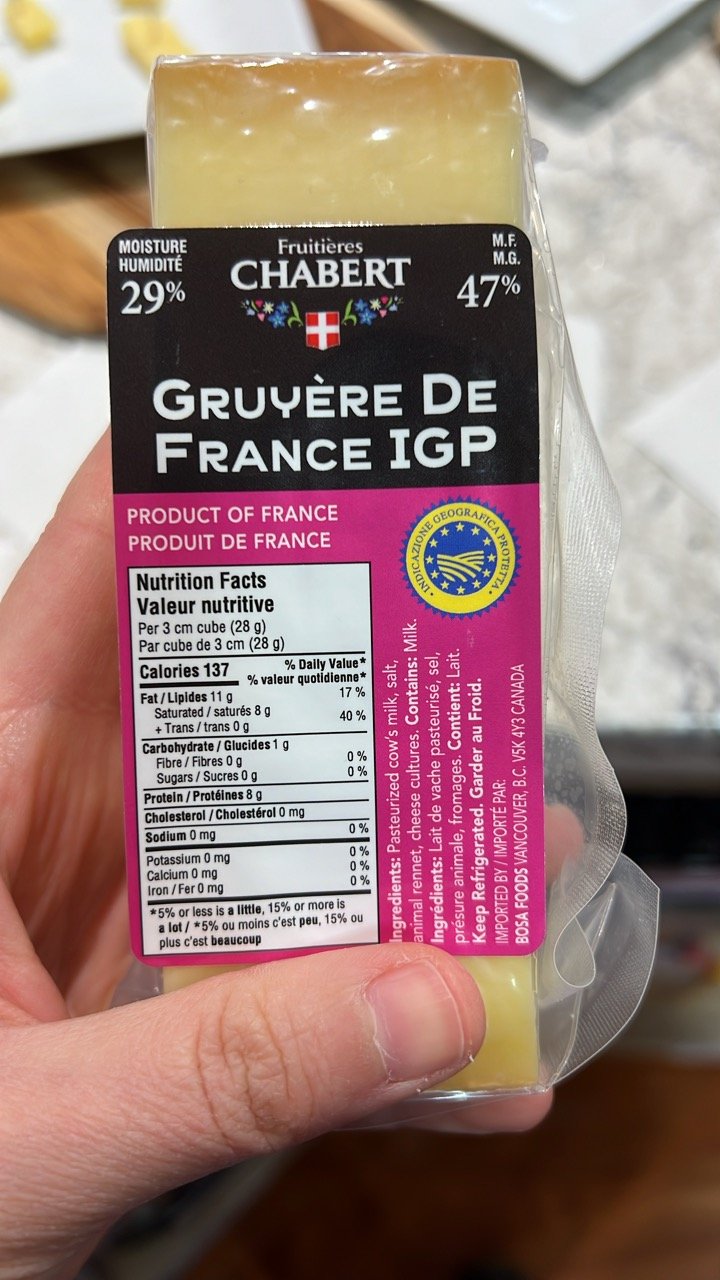 MOISTURE
HUMIDITÉ
29%
Fruitières
CHABERT
M.F.
M.G.
47%
GRUYÈRE DE
FRANCE IGP
PRODUCT OF FRANCE
PRODUIT DE FRANCE
INDICAZIONE GEOGRAFICA PROTETTA
Nutrition Facts
Valeur nutritive
Per 3 cm cube (28 g)
Par cube de 3 cm (28 g)
Calories 137
% Daily Value*
% valeur quotidienne*
Fat / Lipides 11 g 17 %
Saturated / saturés 8 g 40 %
+ Trans / trans 0 g
Carbohydrate / Glucides 1 g
Fibre / Fibres 0 g 0 %
Sugars / Sucres 0 g 0 %
Protein / Protéines 8 g
Cholesterol / Cholestérol 0 mg
Sodium 0 mg 0 %
Potassium 0 mg 0 %
Calcium 0 mg 0 %
Iron / Fer 0 mg 0 %
*5% or less is a little, 15% or more is
a lot / *5% ou moins c'est peu, 15% ou
plus c'est beaucoup
Ingredients: Pasteurized cow's milk, salt,
animal rennet, cheese cultures. Contains: Milk.
Ingrédients: Lait de vache pasteurisé, sel,
présure animale, fromages. Contient: Lait.
Keep Refrigerated. Garder au Froid.
IMPORTED BY / IMPORTÉ PAR:
BOSA FOODS VANCOUVER, B.C. V5K 4Y3 CANADA